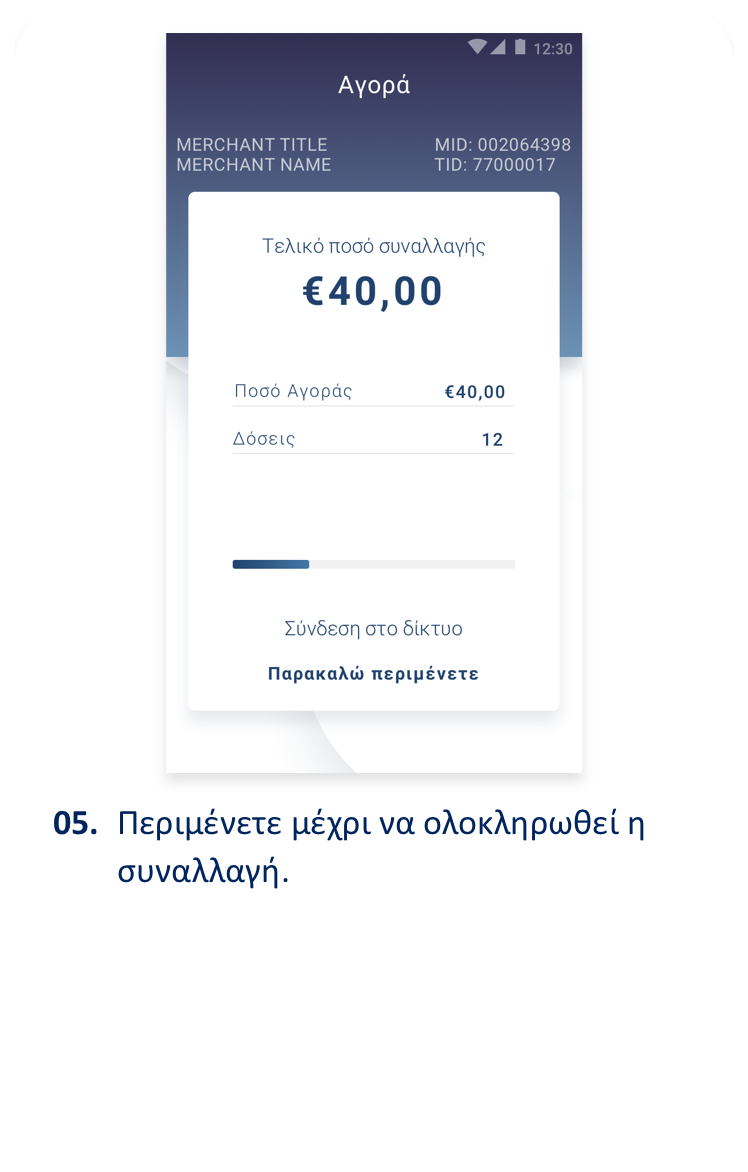 12:30
Αγορά
MERCHANT TITLE MID: 002064398
MERCHANT NAME TID: 77000017
Τελικό ποσό συναλλαγής
€40,00
Ποσό Αγοράς €40,00
Δόσεις 12
Σύνδεση στο δίκτυο
Παρακαλώ περιμένετε
05. Περιμένετε μέχρι να ολοκληρωθεί η
συναλλαγή.